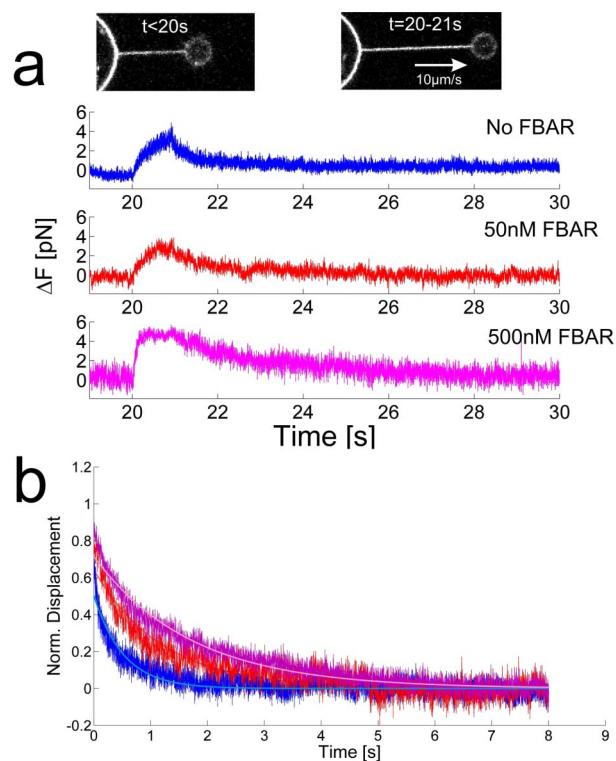 a
t<20s
t=20-21s
10µm/s
No FBAR
6
4
2
0
20 22 24 26 28 30
50nM FBAR
6
4
2
0
20 22 24 26 28 30
500nM FBAR
6
4
2
0
20 22 24 26 28 30
ΔF [pN]
Time [s]
b
1.2
1
0.8
0.6
0.4
0.2
0
-0.2
Norm. Displacement
0 1 2 3 4 5 6 7 8 9
Time [s]